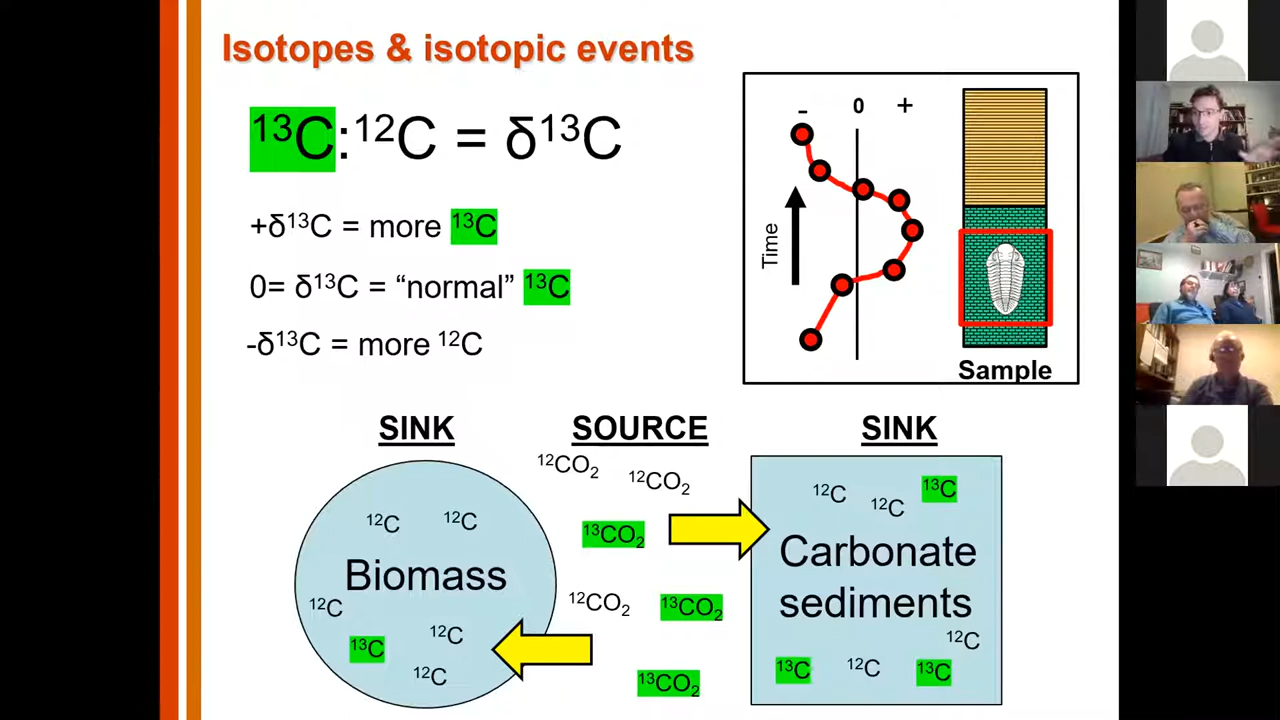 Isotopes & isotopic events
¹³C:¹²C = δ¹³C
+δ¹³C = more ¹³C
0= δ¹³C = “normal” ¹³C
-δ¹³C = more ¹²C
- 0 +
Time
Sample
SINK
SOURCE
SINK
¹²CO₂
¹²CO₂
¹³CO₂
¹²CO₂
¹³CO₂
¹³CO₂
¹²C
¹²C
Biomass
¹²C
¹³C
¹²C
¹²C
¹²C
¹²C
¹³C
Carbonate
sediments
¹²C
¹³C
¹²C
¹³C